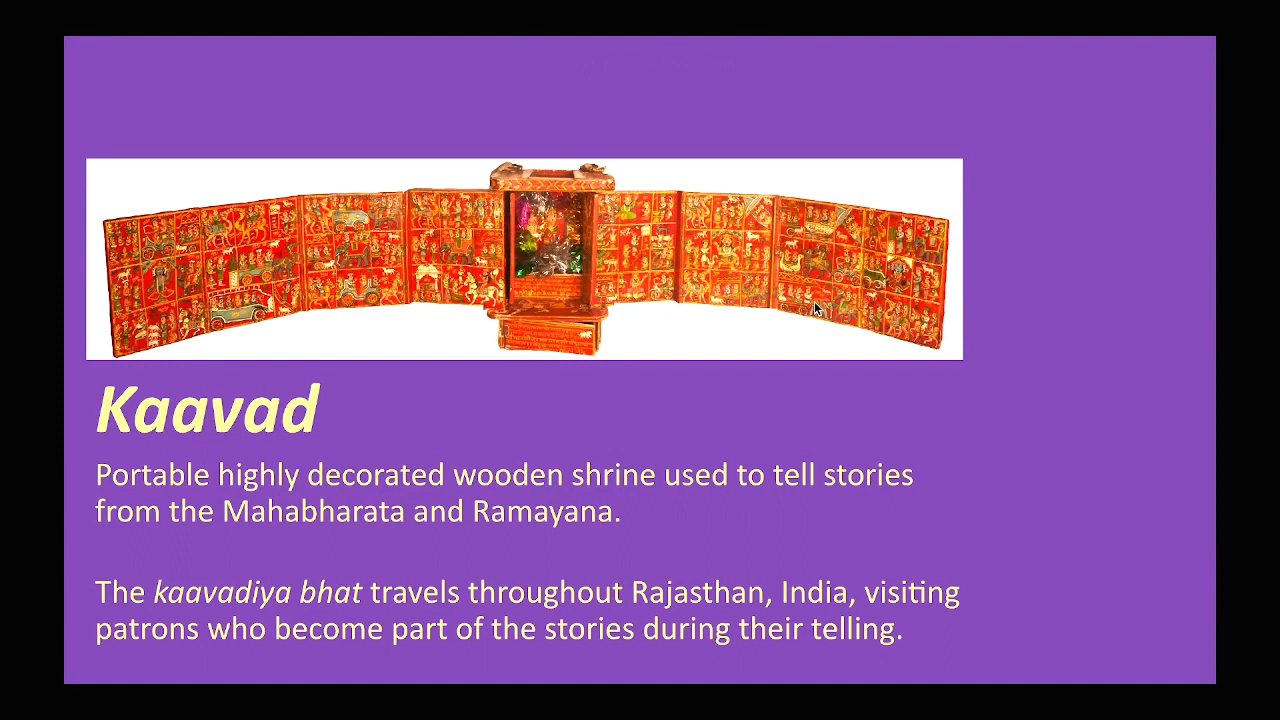 Kaavad
Portable highly decorated wooden shrine used to tell stories
from the Mahabharata and Ramayana.
The kaavadiya bhat travels throughout Rajasthan, India, visiting
patrons who become part of the stories during their telling.